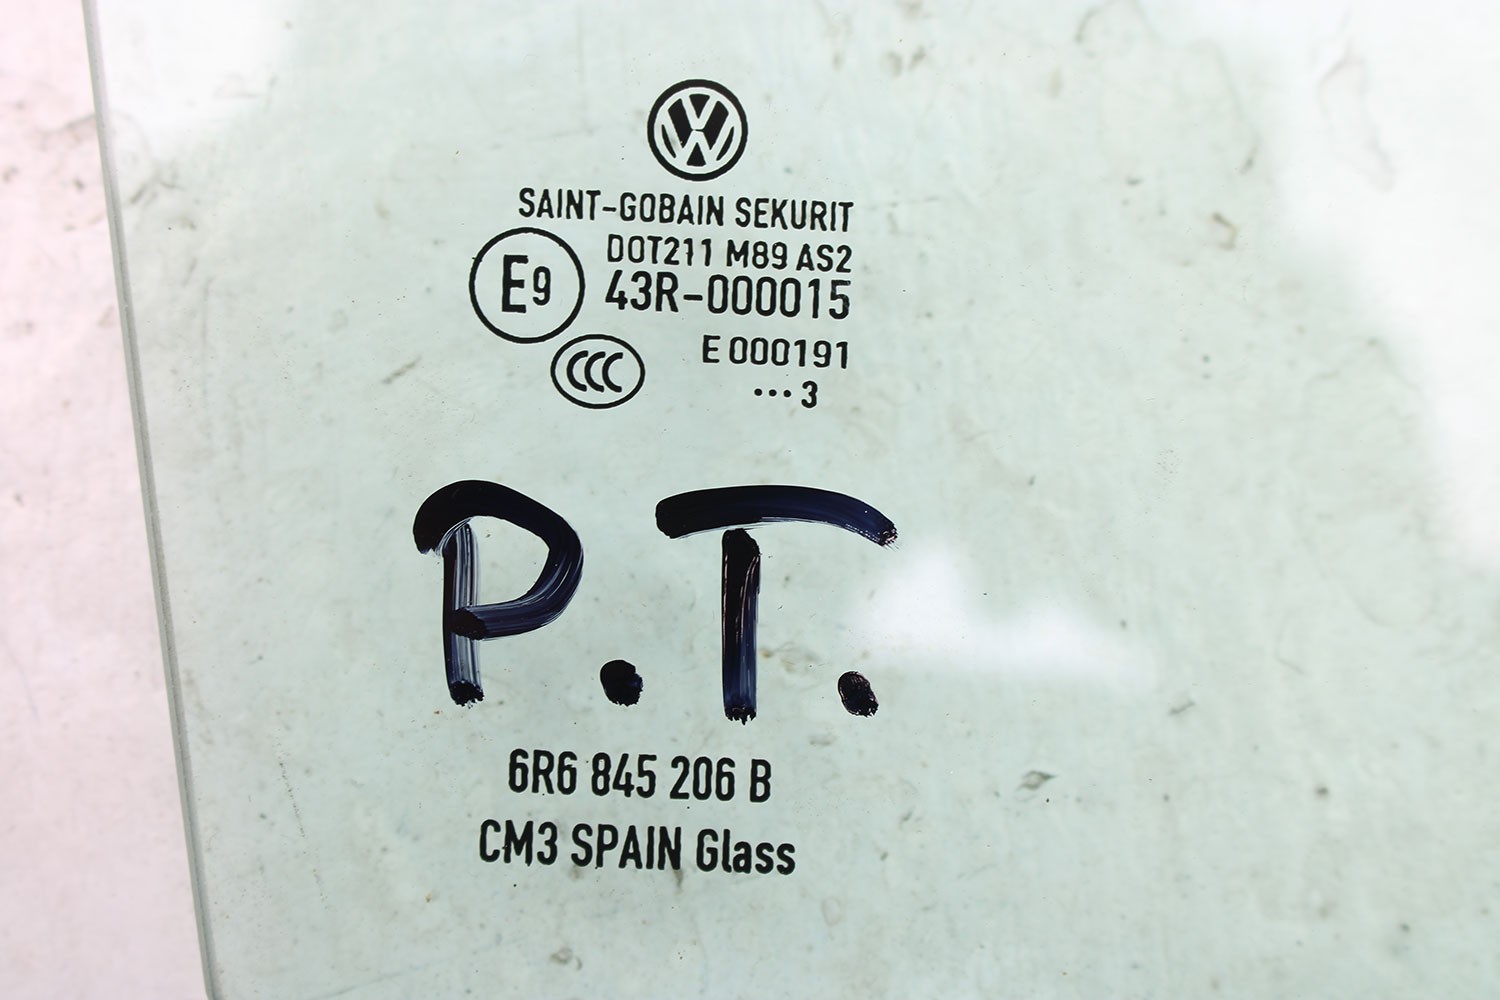 SAINT-GOBAIN SEKURIT
DOT211 M89 AS2
E9 43R-000015
CCC E 000191
...3
P.T.
6R6 845 206 B
CM3 SPAIN Glass